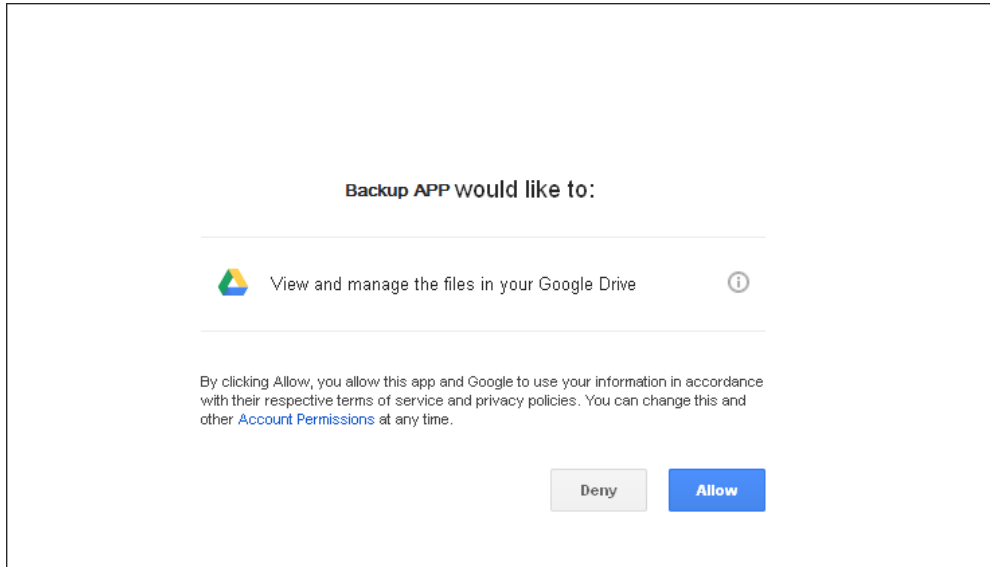 Backup APP would like to:
View and manage the files in your Google Drive
By clicking Allow, you allow this app and Google to use your information in accordance
with their respective terms of service and privacy policies. You can change this and
other Account Permissions at any time.
Deny
Allow